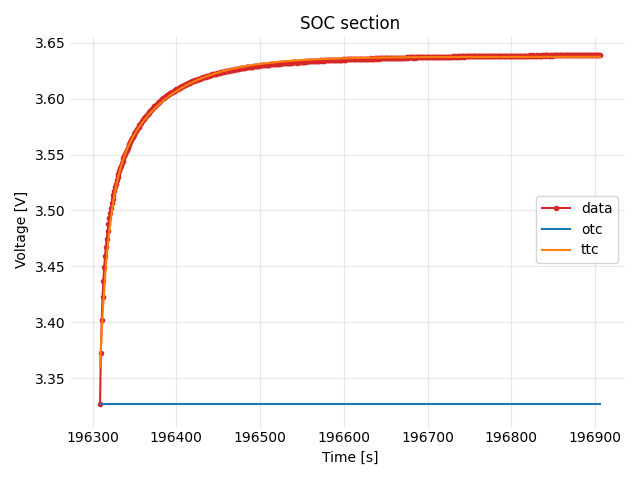 SOC section
3.65
3.60
3.55
3.50
3.45
3.40
3.35
Voltage [V]
data
otc
ttc
196300 196400 196500 196600 196700 196800 196900
Time [s]